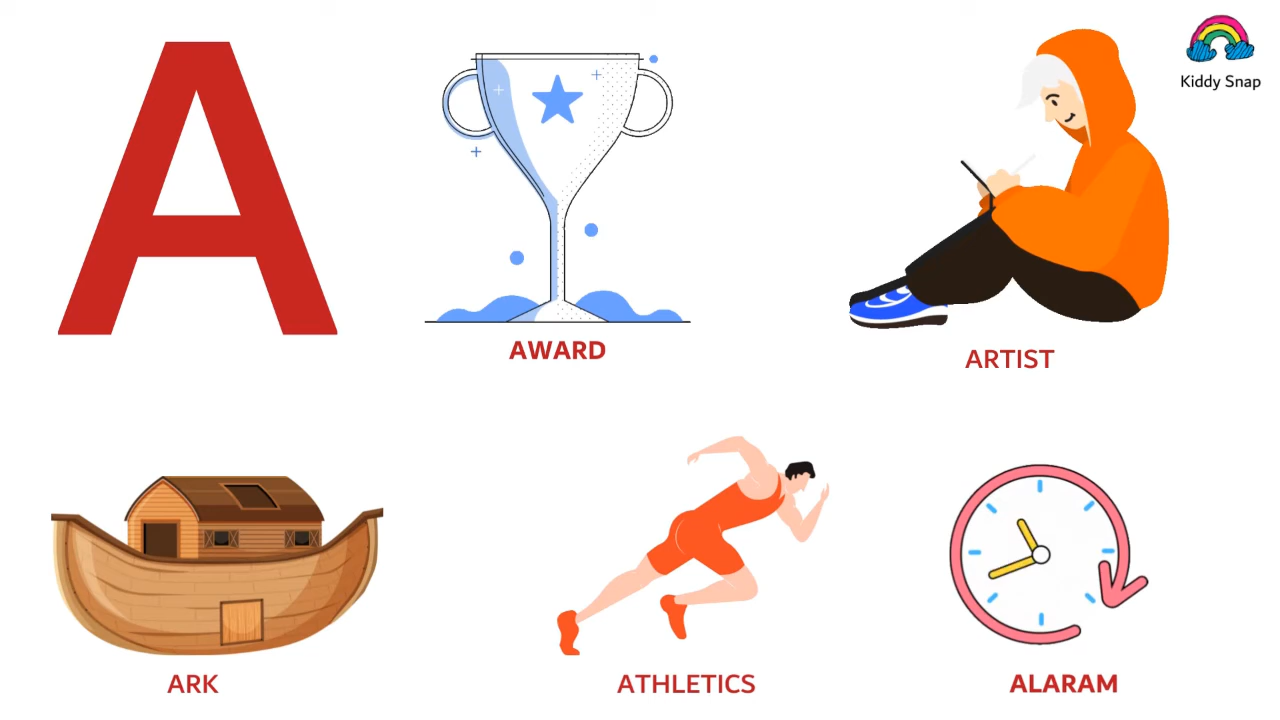 A
Kiddy Snap
AWARD
ARTIST
ARK
ATHLETICS
ALARAM